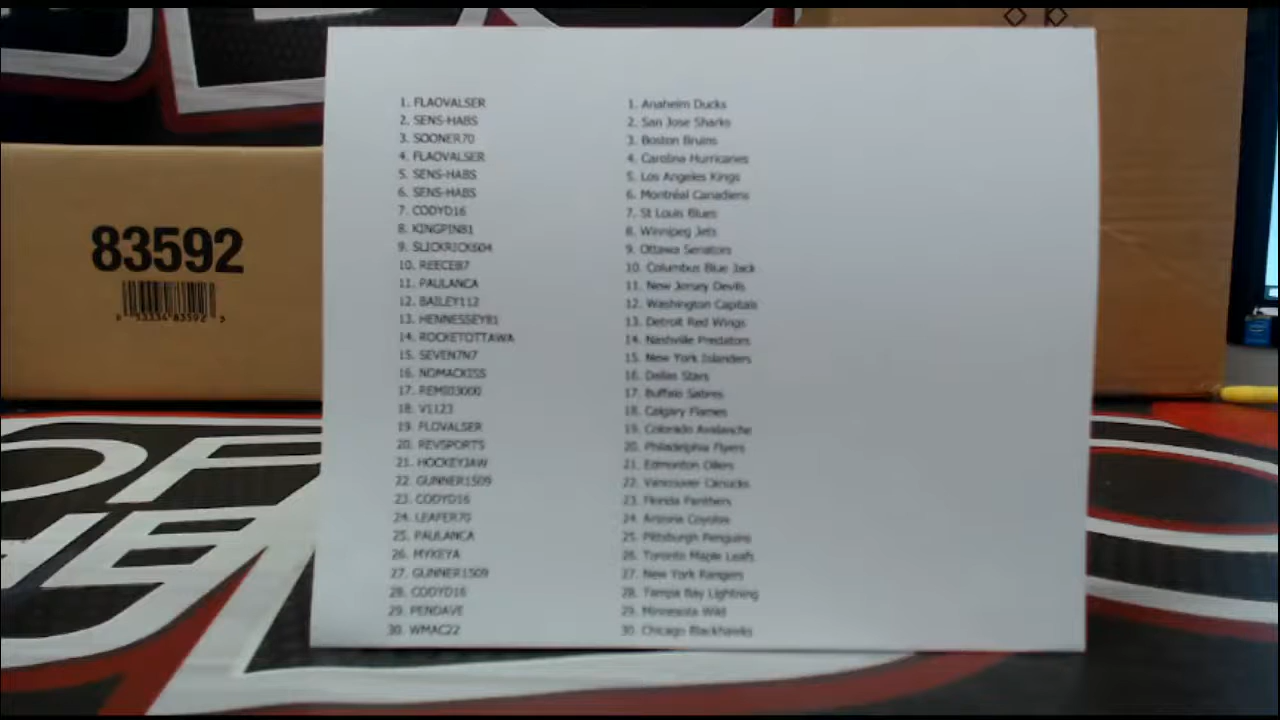 83592
1. FLAOVALSER 1. Anaheim Ducks
2. SENS-HABS 2. San Jose Sharks
3. SOONER70 3. Boston Bruins
4. FLAOVALSER 4. Carolina Hurricanes
5. SENS-HABS 5. Los Angeles Kings
6. SENS-HABS 6. Montréal Canadiens
7. CODYD16 7. St Louis Blues
8. KINGPIN81 8. Winnipeg Jets
9. SLICKRICK604 9. Ottawa Senators
10. REECE87 10. Columbus Blue Jack
11. PAULANCA 11. New Jersey Devils
12. BAILEY112 12. Washington Capitals
13. HENNESSEY81 13. Detroit Red Wings
14. ROCKETOTTAWA 14. Nashville Predators
15. SEVEN7N7 15. New York Islanders
16. NOMACKISS 16. Dallas Stars
17. REMI03000 17. Buffalo Sabres
18. V1123 18. Calgary Flames
19. FLOVALSER 19. Colorado Avalanche
20. REVSPORTS 20. Philadelphia Flyers
21. HOCKEYJAW 21. Edmonton Oilers
22. GUNNER1509 22. Vancouver Canucks
23. CODYD16 23. Florida Panthers
24. LEAFER70 24. Arizona Coyotes
25. PAULANCA 25. Pittsburgh Penguins
26. MYKEYA 26. Toronto Maple Leafs
27. GUNNER1509 27. New York Rangers
28. CODYD16 28. Tampa Bay Lightning
29. PENDAVE 29. Minnesota Wild
30. WMAC22 30. Chicago Blackhawks